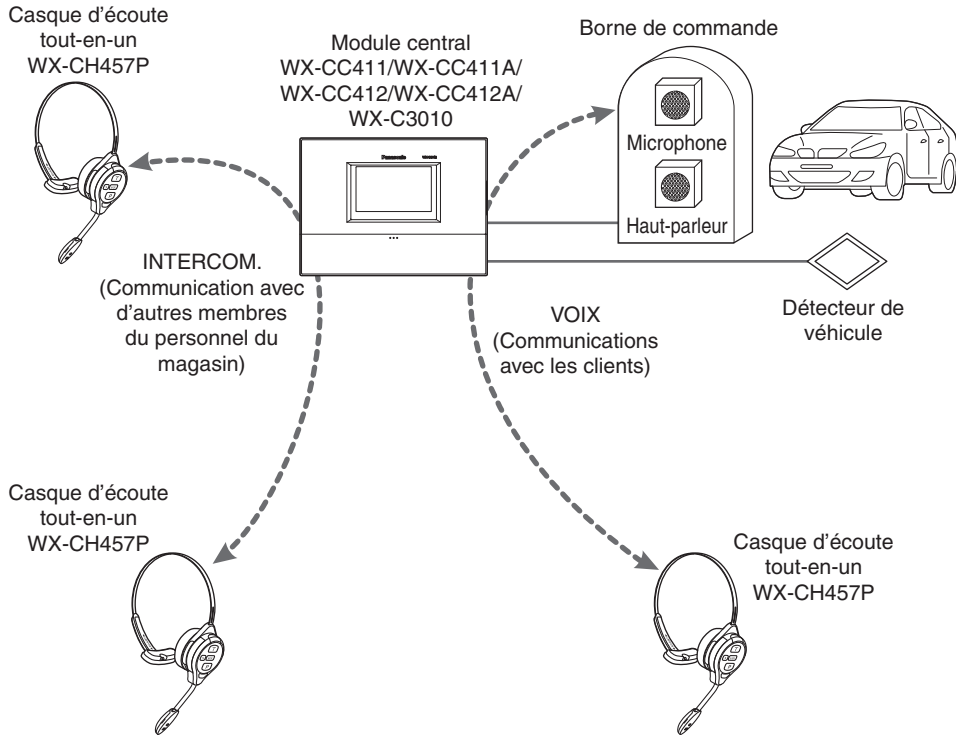 Casque d'écoute
tout-en-un
WX-CH457P
Module central
WX-CC411/WX-CC411A/
WX-CC412/WX-CC412A/
WX-C3010
Borne de commande
Microphone
Haut-parleur
Panasonic
INTERCOM.
(Communication avec
d'autres membres
du personnel du
magasin)
VOIX
(Communications
avec les clients)
Détecteur de
véhicule
Casque d'écoute
tout-en-un
WX-CH457P
Casque d'écoute
tout-en-un
WX-CH457P